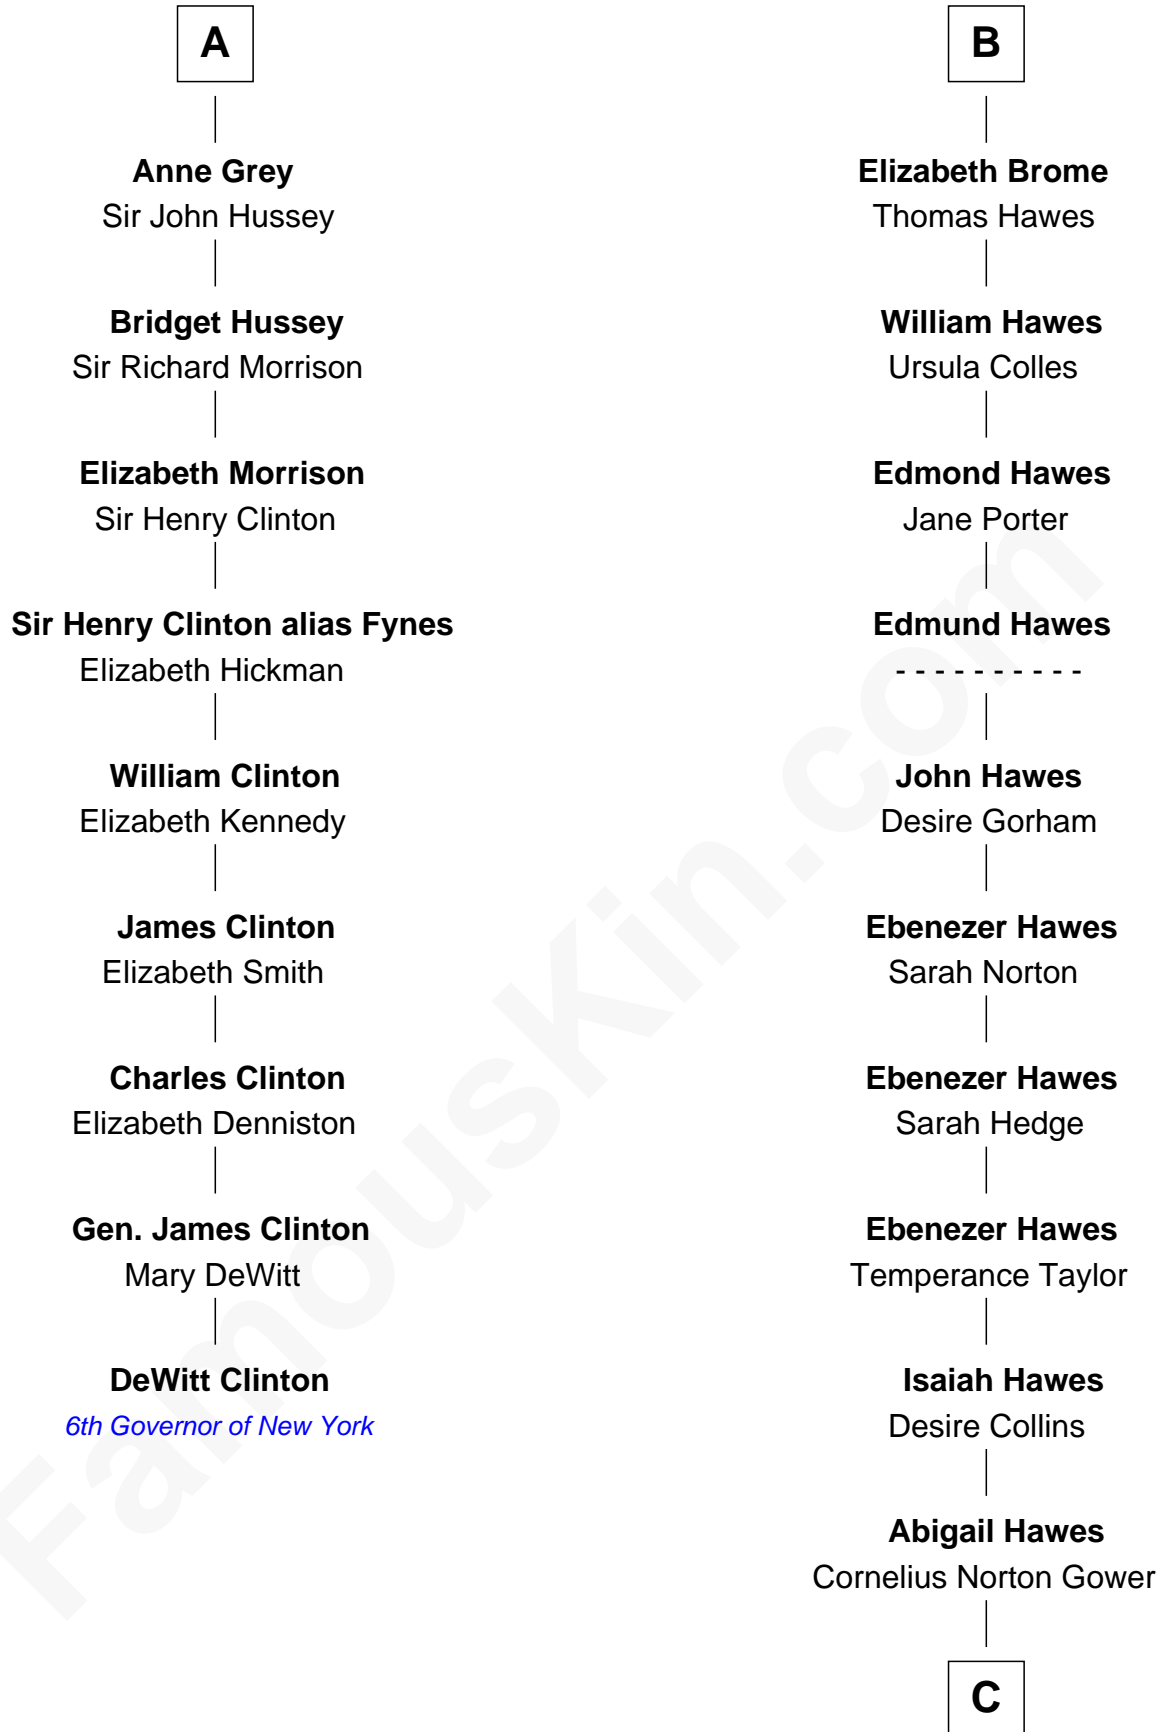 A
Anne Grey
Sir John Hussey
Bridget Hussey
Sir Richard Morrison
Elizabeth Morrison
Sir Henry Clinton
Sir Henry Clinton alias Fynes
Elizabeth Hickman
William Clinton
Elizabeth Kennedy
James Clinton
Elizabeth Smith
Charles Clinton
Elizabeth Denniston
Gen. James Clinton
Mary DeWitt
DeWitt Clinton
6th Governor of New York
B
Elizabeth Brome
Thomas Hawes
William Hawes
Ursula Colles
Edmond Hawes
Jane Porter
Edmund Hawes
- - - - - - - - - -
John Hawes
Desire Gorham
Ebenezer Hawes
Sarah Norton
Ebenezer Hawes
Sarah Hedge
Ebenezer Hawes
Temperance Taylor
Isaiah Hawes
Desire Collins
Abigail Hawes
Cornelius Norton Gower
C
FamousKin.com